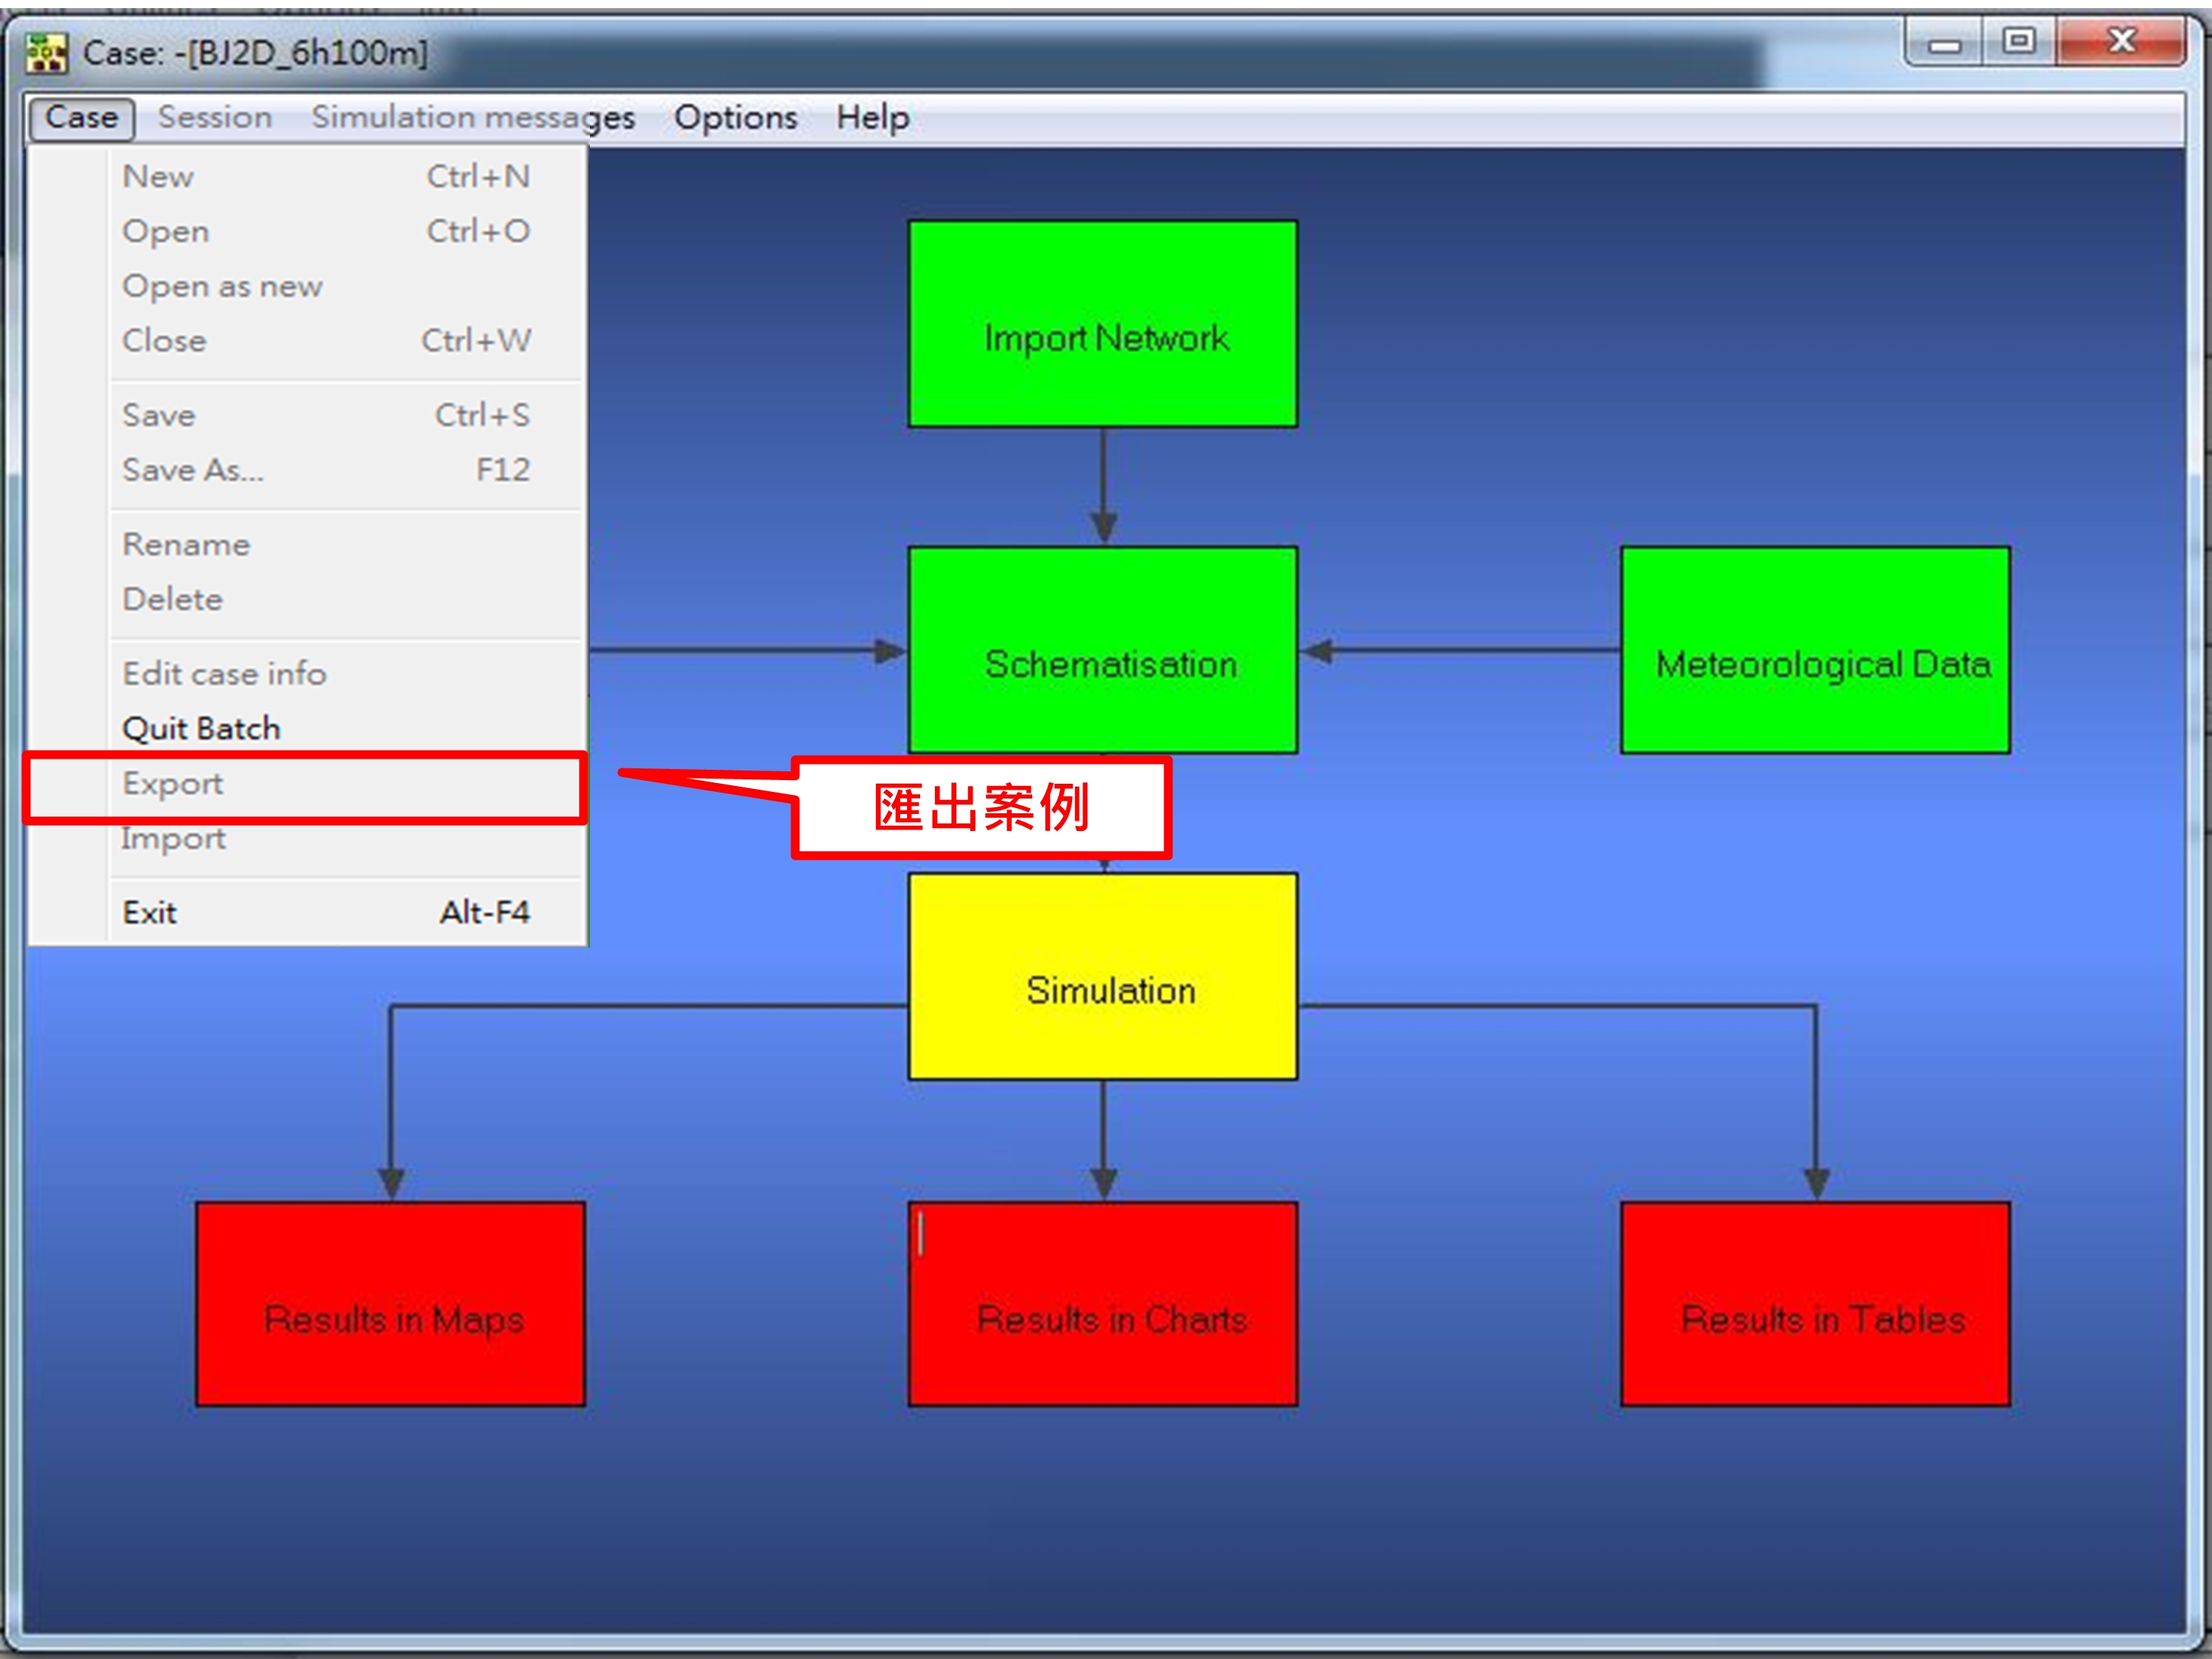 Case: -[BJ2D_6h100m]
Case Session Simulation messages Options Help
New Ctrl+N
Open Ctrl+O
Open as new
Close Ctrl+W
Save Ctrl+S
Save As... F12
Rename
Delete
Edit case info
Quit Batch
Export
Import
Exit Alt-F4
匯出案例
Import Network
Schematisation
Meteorological Data
Simulation
Results in Maps
Results in Charts
Results in Tables